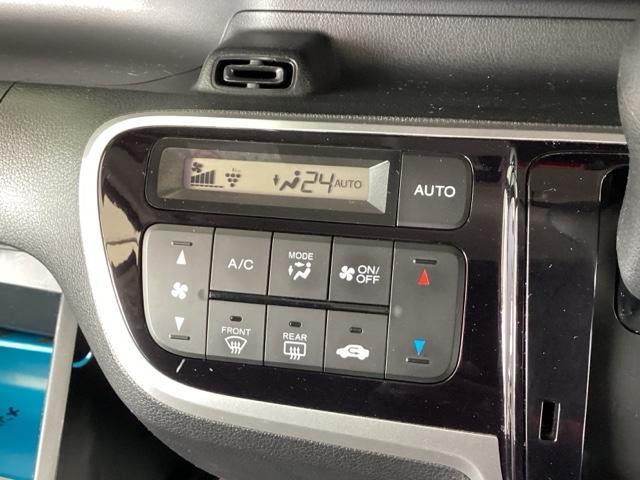 24 AUTO
AUTO
A/C
MODE
ON/
OFF
FRONT
REAR